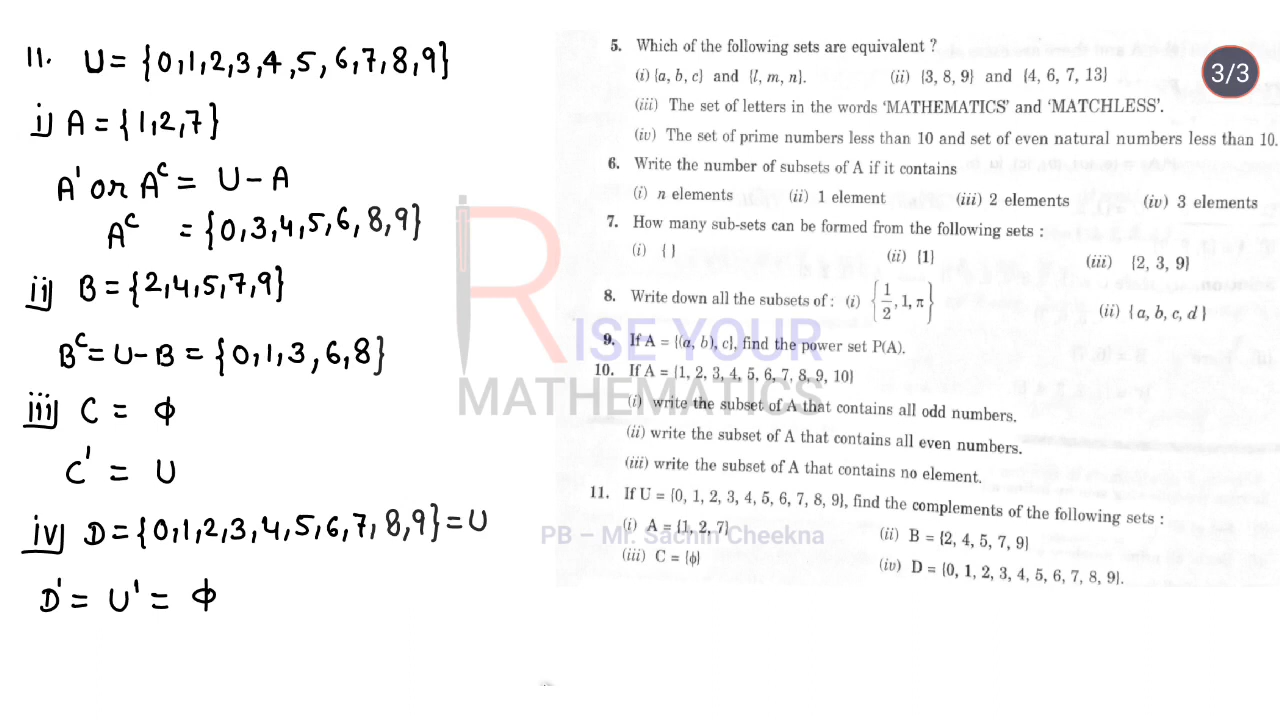 11. U = {0,1,2,3,4,5,6,7,8,9}
i) A = {1,2,7}
A' or Aᶜ = U - A
Aᶜ = {0,3,4,5,6,8,9}
ii) B = {2,4,5,7,9}
Bᶜ = U - B = {0,1,3,6,8}
iii) C = ϕ
C' = U
iv) D = {0,1,2,3,4,5,6,7,8,9} = U
D' = U' = ϕ
5. Which of the following sets are equivalent ?
(i) {a, b, c} and {l, m, n}. (ii) {3, 8, 9} and {4, 6, 7, 13}
(iii) The set of letters in the words 'MATHEMATICS' and 'MATCHLESS'.
(iv) The set of prime numbers less than 10 and set of even natural numbers less than 10.
6. Write the number of subsets of A if it contains
(i) n elements (ii) 1 element (iii) 2 elements (iv) 3 elements
7. How many sub-sets can be formed from the following sets :
(i) { } (ii) {1} (iii) {2, 3, 9}
8. Write down all the subsets of : (i) {1/2, 1, π} (ii) {a, b, c, d}
9. If A = {(a, b), c}, find the power set P(A).
10. If A = {1, 2, 3, 4, 5, 6, 7, 8, 9, 10}
(i) write the subset of A that contains all odd numbers.
(ii) write the subset of A that contains all even numbers.
(iii) write the subset of A that contains no element.
11. If U = {0, 1, 2, 3, 4, 5, 6, 7, 8, 9}, find the complements of the following sets :
(i) A = {1, 2, 7} (ii) B = {2, 4, 5, 7, 9}
(iii) C = {ϕ} (iv) D = {0, 1, 2, 3, 4, 5, 6, 7, 8, 9}.
3/3
RISE YOUR
MATHEMATICS
PB – Mr. Sachin Cheekna